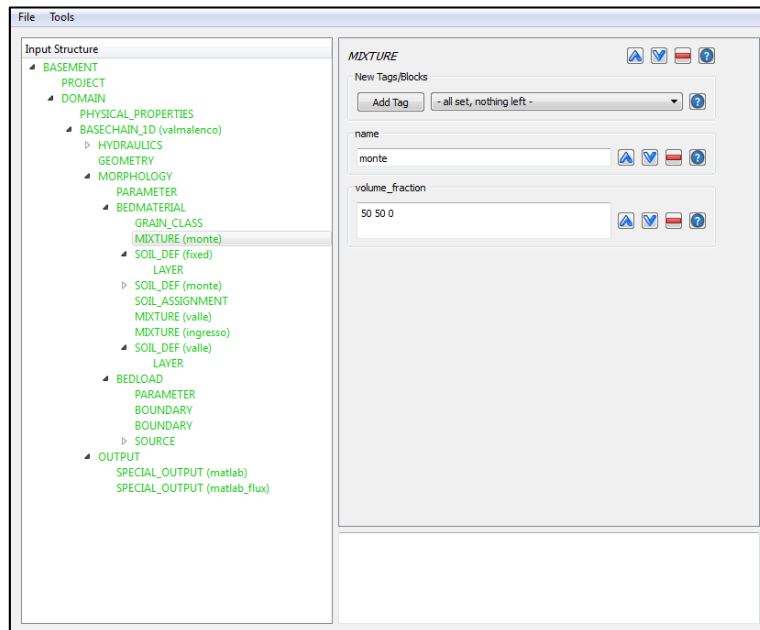 File Tools
Input Structure
BASEMENT
PROJECT
DOMAIN
PHYSICAL_PROPERTIES
BASECHAIN_1D (valmalenco)
HYDRAULICS
GEOMETRY
MORPHOLOGY
PARAMETER
BEDMATERIAL
GRAIN_CLASS
MIXTURE (monte)
SOIL_DEF (fixed)
LAYER
SOIL_DEF (monte)
SOIL_ASSIGNMENT
MIXTURE (valle)
MIXTURE (ingresso)
SOIL_DEF (valle)
LAYER
BEDLOAD
PARAMETER
BOUNDARY
BOUNDARY
SOURCE
OUTPUT
SPECIAL_OUTPUT (matlab)
SPECIAL_OUTPUT (matlab_flux)
MIXTURE
New Tags/Blocks
Add Tag - all set, nothing left -
name
monte
volume_fraction
50 50 0